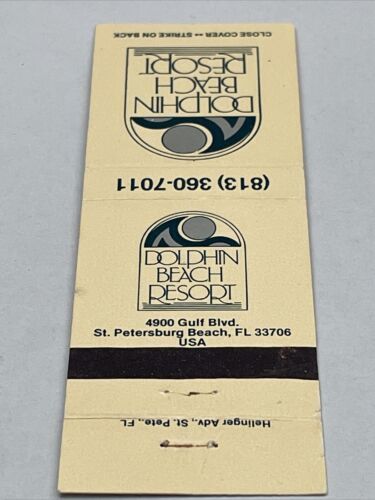 CLOSE COVER -- STRIKE ON BACK
DOLPHIN
BEACH
RESORT
(813) 360-7011
DOLPHIN
BEACH
RESORT
4900 Gulf Blvd.
St. Petersburg Beach, FL 33706
USA
Helinger Adv., St. Pete., FL